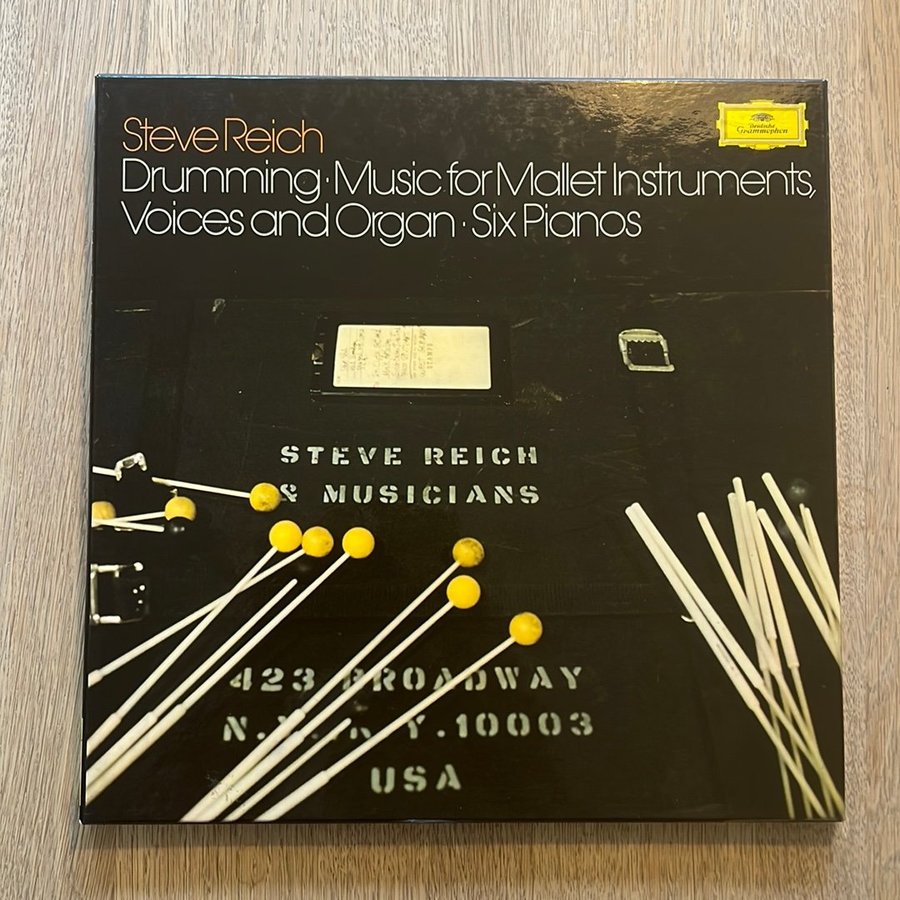 Steve Reich
Deutsche
Grammophon
Drumming · Music for Mallet Instruments,
Voices and Organ · Six Pianos
STEVE REICH
& MUSICIANS
423 BROADWAY
N.Y. N.Y. 10003
USA